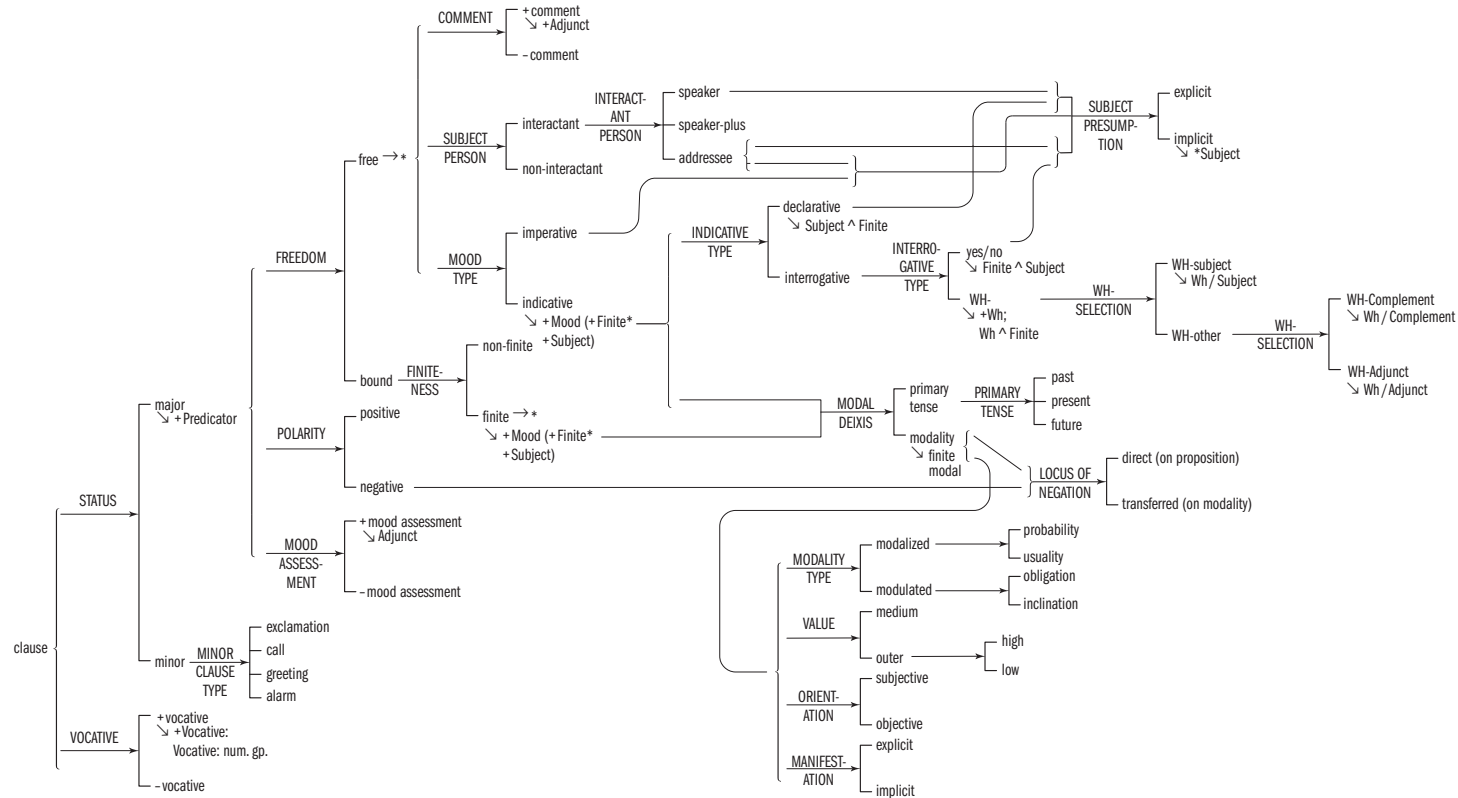 COMMENT
+comment
↘ +Adjunct
–comment
SUBJECT
PERSON
interactant
non-interactant
INTERACT-
ANT
PERSON
speaker
speaker-plus
addressee
SUBJECT
PRESUMP-
TION
explicit
implicit
↘ *Subject
free → *
MOOD
TYPE
imperative
indicative
↘ +Mood (+Finite*
+Subject)
INDICATIVE
TYPE
declarative
↘ Subject ^ Finite
interrogative
INTERRO-
GATIVE
TYPE
yes/no
↘ Finite ^ Subject
WH-
↘ +Wh;
Wh ^ Finite
WH-
SELECTION
WH-subject
↘ Wh / Subject
WH-other
WH-
SELECTION
WH-Complement
↘ Wh / Complement
WH-Adjunct
↘ Wh / Adjunct
FREEDOM
bound
FINITE-
NESS
non-finite
finite → *
↘ +Mood (+Finite*
+Subject)
MODAL
DEIXIS
primary
tense
PRIMARY
TENSE
past
present
future
modality
↘ finite
modal
major
↘ + Predicator
POLARITY
positive
negative
LOCUS OF
NEGATION
direct (on proposition)
transferred (on modality)
STATUS
MOOD
ASSESS-
MENT
+mood assessment
↘ Adjunct
–mood assessment
MODALITY
TYPE
modalized
probability
usuality
modulated
obligation
inclination
VALUE
medium
outer
high
low
ORIENT-
ATION
subjective
objective
MANIFEST-
ATION
explicit
implicit
clause
minor
MINOR
CLAUSE
TYPE
exclamation
call
greeting
alarm
VOCATIVE
+vocative
↘ +Vocative:
Vocative: num. gp.
–vocative